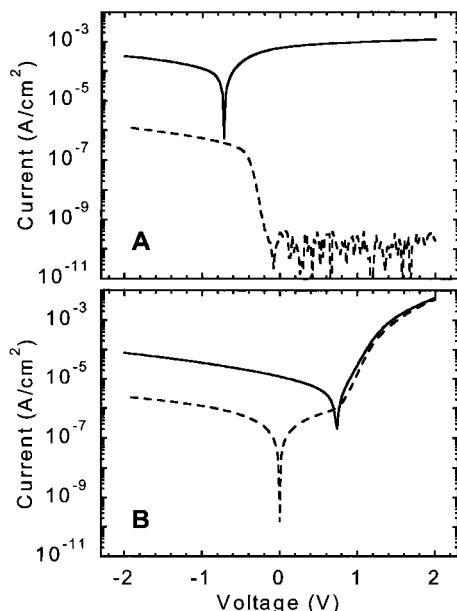 10⁻³
10⁻⁵
10⁻⁷
10⁻⁹
10⁻¹¹
Current (A/cm²)
A
10⁻³
10⁻⁵
10⁻⁷
10⁻⁹
10⁻¹¹
Current (A/cm²)
B
-2 -1 0 1 2
Voltage (V)